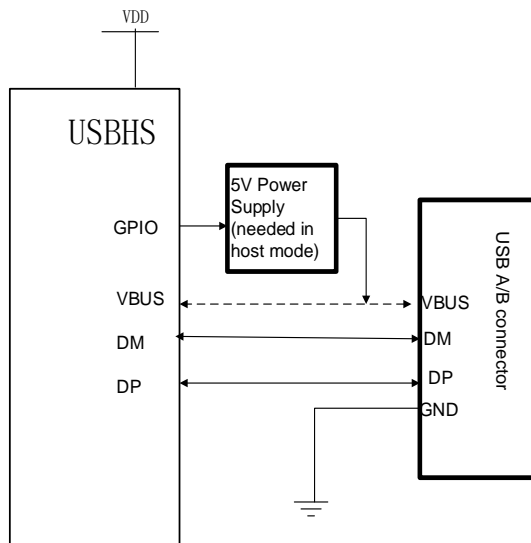 VDD
USBHS
5V Power
Supply
(needed in
host mode)
GPIO
VBUS
DM
DP
VBUS
DM
DP
GND
USB A/B connector